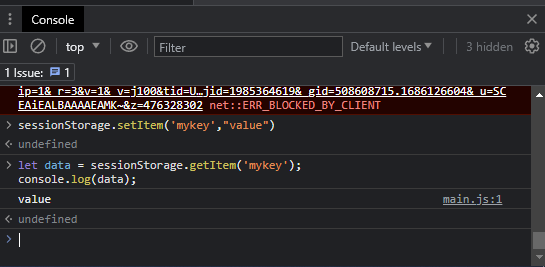 Console
top
Filter
Default levels
3 hidden
1 Issue: 1
ip=1&_r=3&v=1&_v=j100&tid=U…jid=1985364619&_gid=508608715.1686126604&_u=SC
EAiEALBAAAAEAMK~&z=476328302 net::ERR_BLOCKED_BY_CLIENT
> sessionStorage.setItem('mykey',"value")
undefined
> let data = sessionStorage.getItem('mykey');
console.log(data);
value main.js:1
undefined
>